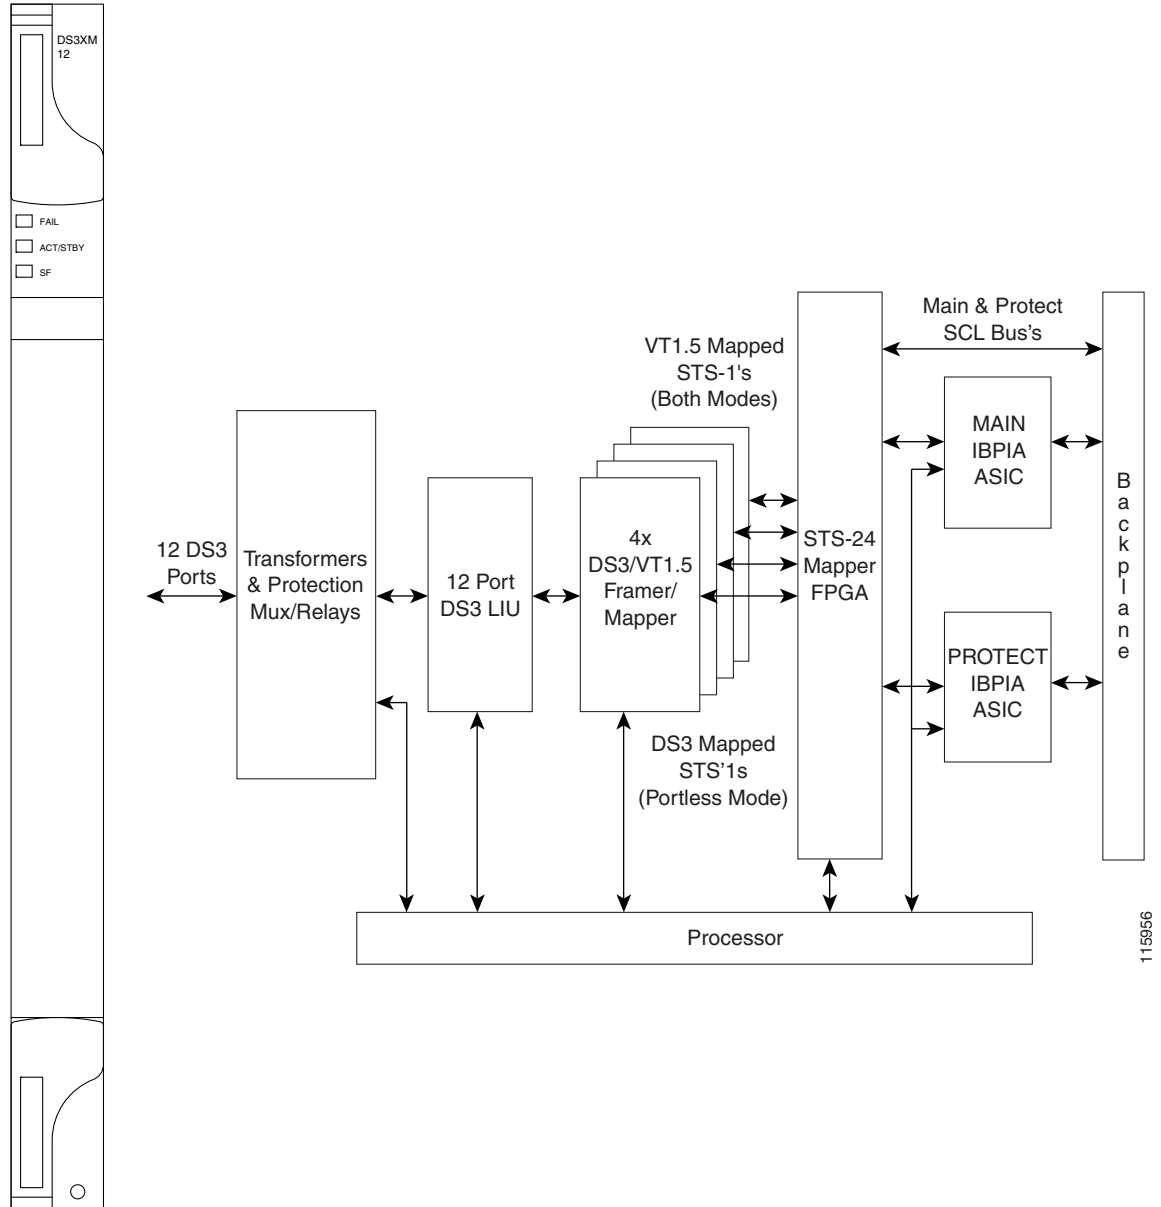 DS3XM
12
FAIL
ACT/STBY
SF
Main & Protect
SCL Bus's
VT1.5 Mapped
STS-1's
(Both Modes)
MAIN
IBPIA
ASIC
Backplane
12 DS3
Ports
Transformers
& Protection
Mux/Relays
12 Port
DS3 LIU
4x
DS3/VT1.5
Framer/
Mapper
STS-24
Mapper
FPGA
PROTECT
IBPIA
ASIC
DS3 Mapped
STS'1s
(Portless Mode)
Processor
115956